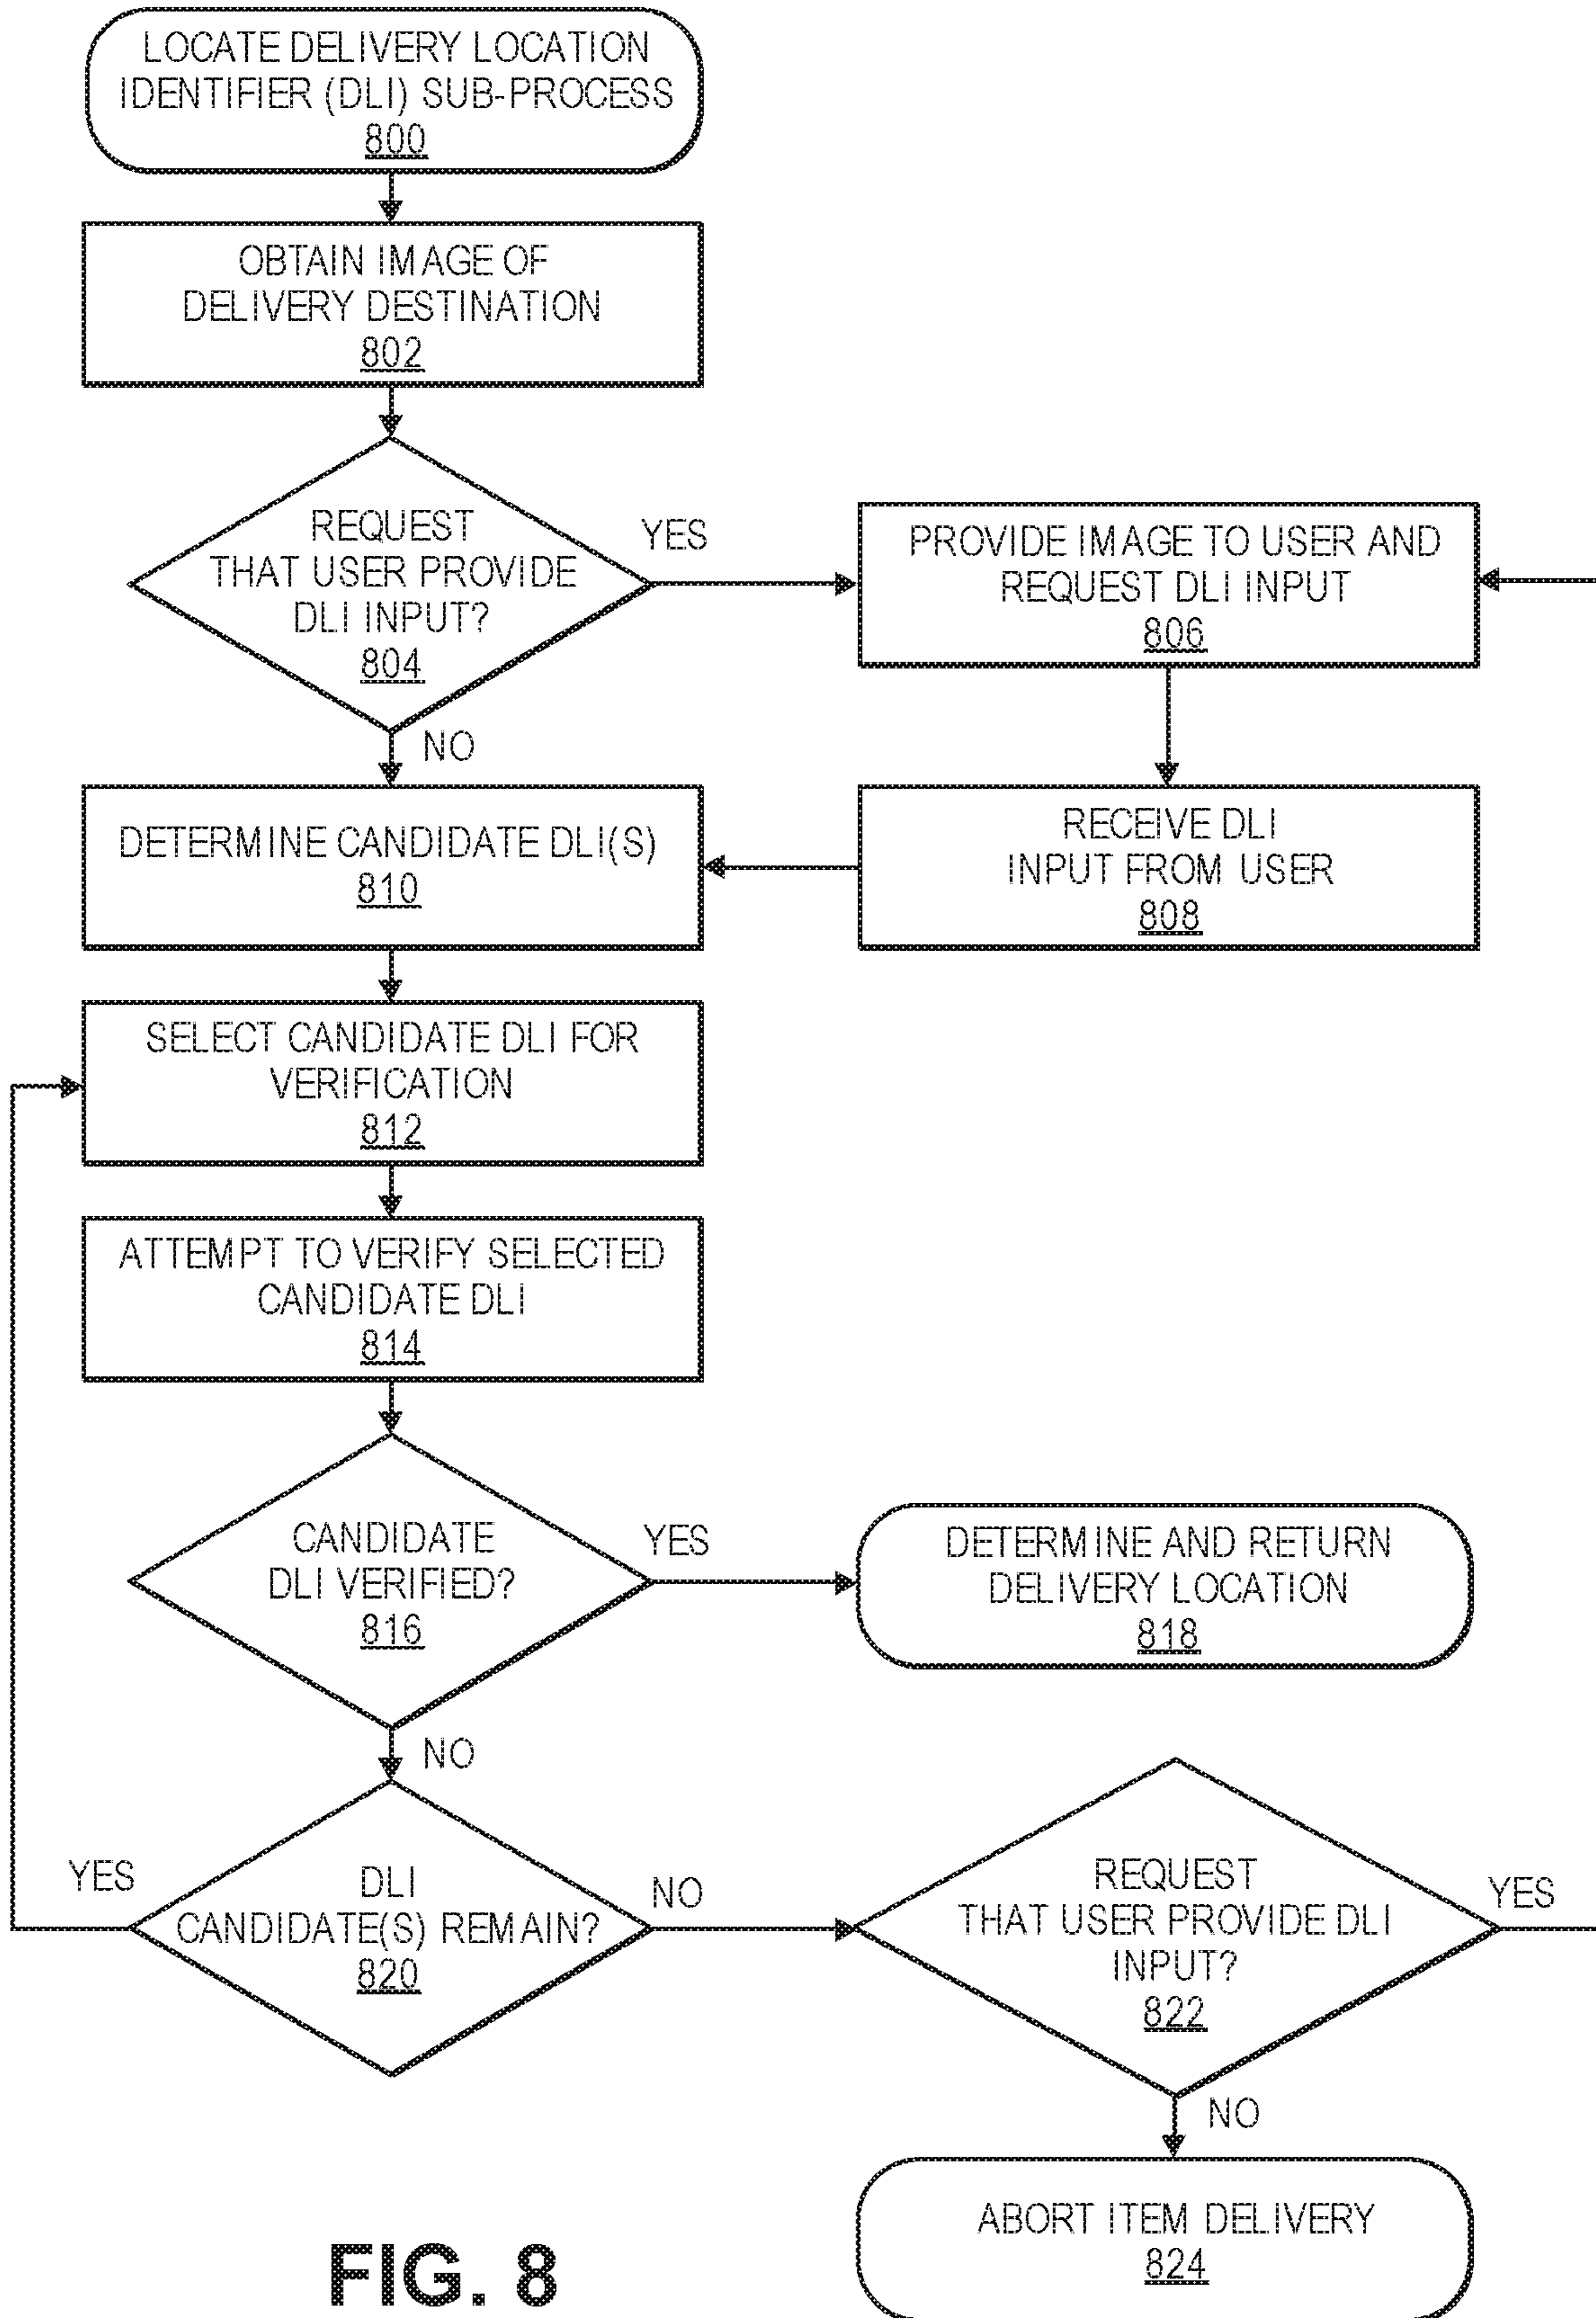 LOCATE DELIVERY LOCATION
IDENTIFIER (DLI) SUB-PROCESS
800
OBTAIN IMAGE OF
DELIVERY DESTINATION
802
REQUEST
THAT USER PROVIDE
DLI INPUT?
804
YES
NO
PROVIDE IMAGE TO USER AND
REQUEST DLI INPUT
806
RECEIVE DLI
INPUT FROM USER
808
DETERMINE CANDIDATE DLI(S)
810
SELECT CANDIDATE DLI FOR
VERIFICATION
812
ATTEMPT TO VERIFY SELECTED
CANDIDATE DLI
814
CANDIDATE
DLI VERIFIED?
816
YES
NO
DETERMINE AND RETURN
DELIVERY LOCATION
818
DLI
CANDIDATE(S) REMAIN?
820
YES
NO
REQUEST
THAT USER PROVIDE DLI
INPUT?
822
YES
NO
ABORT ITEM DELIVERY
824
FIG. 8